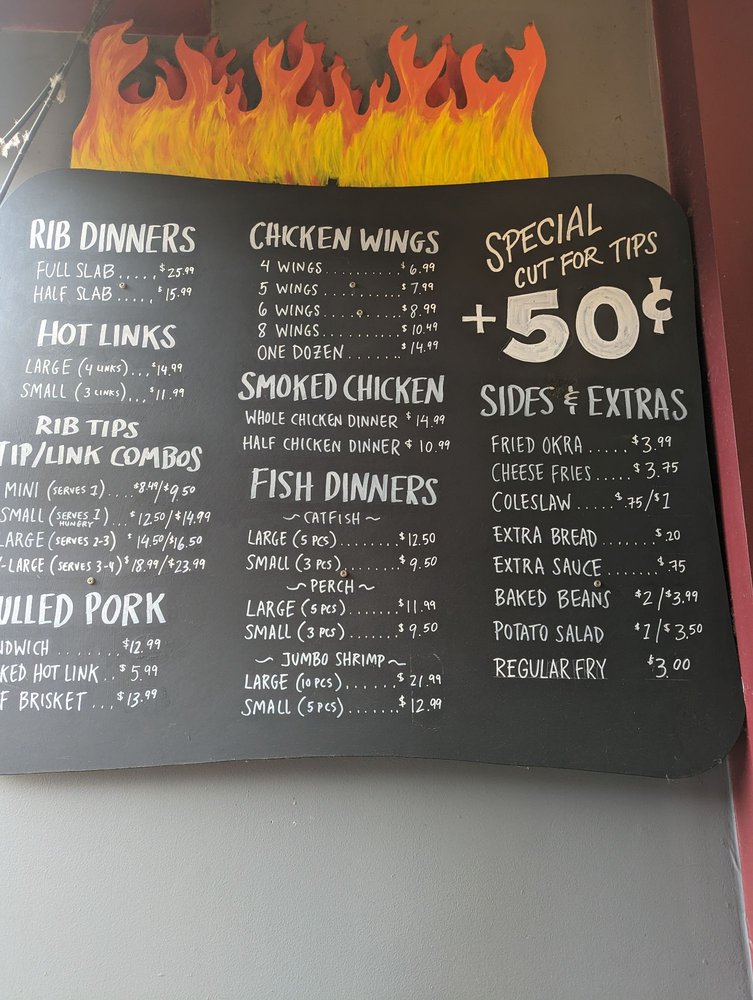 RIB DINNERS
FULL SLAB..... $25.99
HALF SLAB..... $15.99
HOT LINKS
LARGE (4 LINKS)... $14.99
SMALL (3 LINKS)... $11.99
RIB TIPS
TIP/LINK COMBOS
MINI (SERVES 1).... $8.49/$9.50
SMALL (SERVES 1 HUNGRY)... $12.50/$14.99
LARGE (SERVES 2-3) $14.50/$16.50
-LARGE (SERVES 3-4) $18.99/$23.99
ULLED PORK
NDWICH ........ $12.99
KED HOT LINK .. $5.99
F BRISKET ... $13.99
CHICKEN WINGS
4 WINGS........... $6.99
5 WINGS ........... $7.99
6 WINGS........... $8.99
8 WINGS........... $10.49
ONE DOZEN........ $14.99
SMOKED CHICKEN
WHOLE CHICKEN DINNER $14.99
HALF CHICKEN DINNER $10.99
FISH DINNERS
~CATFISH~
LARGE (5 PCS)....... $12.50
SMALL (3 PCS)....... $9.50
~PERCH~
LARGE (5 PCS)....... $11.99
SMALL (3 PCS)....... $9.50
~JUMBO SHRIMP~
LARGE (10 PCS)....... $21.99
SMALL (5 PCS)....... $12.99
SPECIAL
CUT FOR TIPS
+50¢
SIDES & EXTRAS
FRIED OKRA ..... $3.99
CHEESE FRIES..... $3.75
COLESLAW ..... $.75/$1
EXTRA BREAD....... $.20
EXTRA SAUCE....... $.75
BAKED BEANS $2/$3.99
POTATO SALAD $1/$3.50
REGULAR FRY $3.00